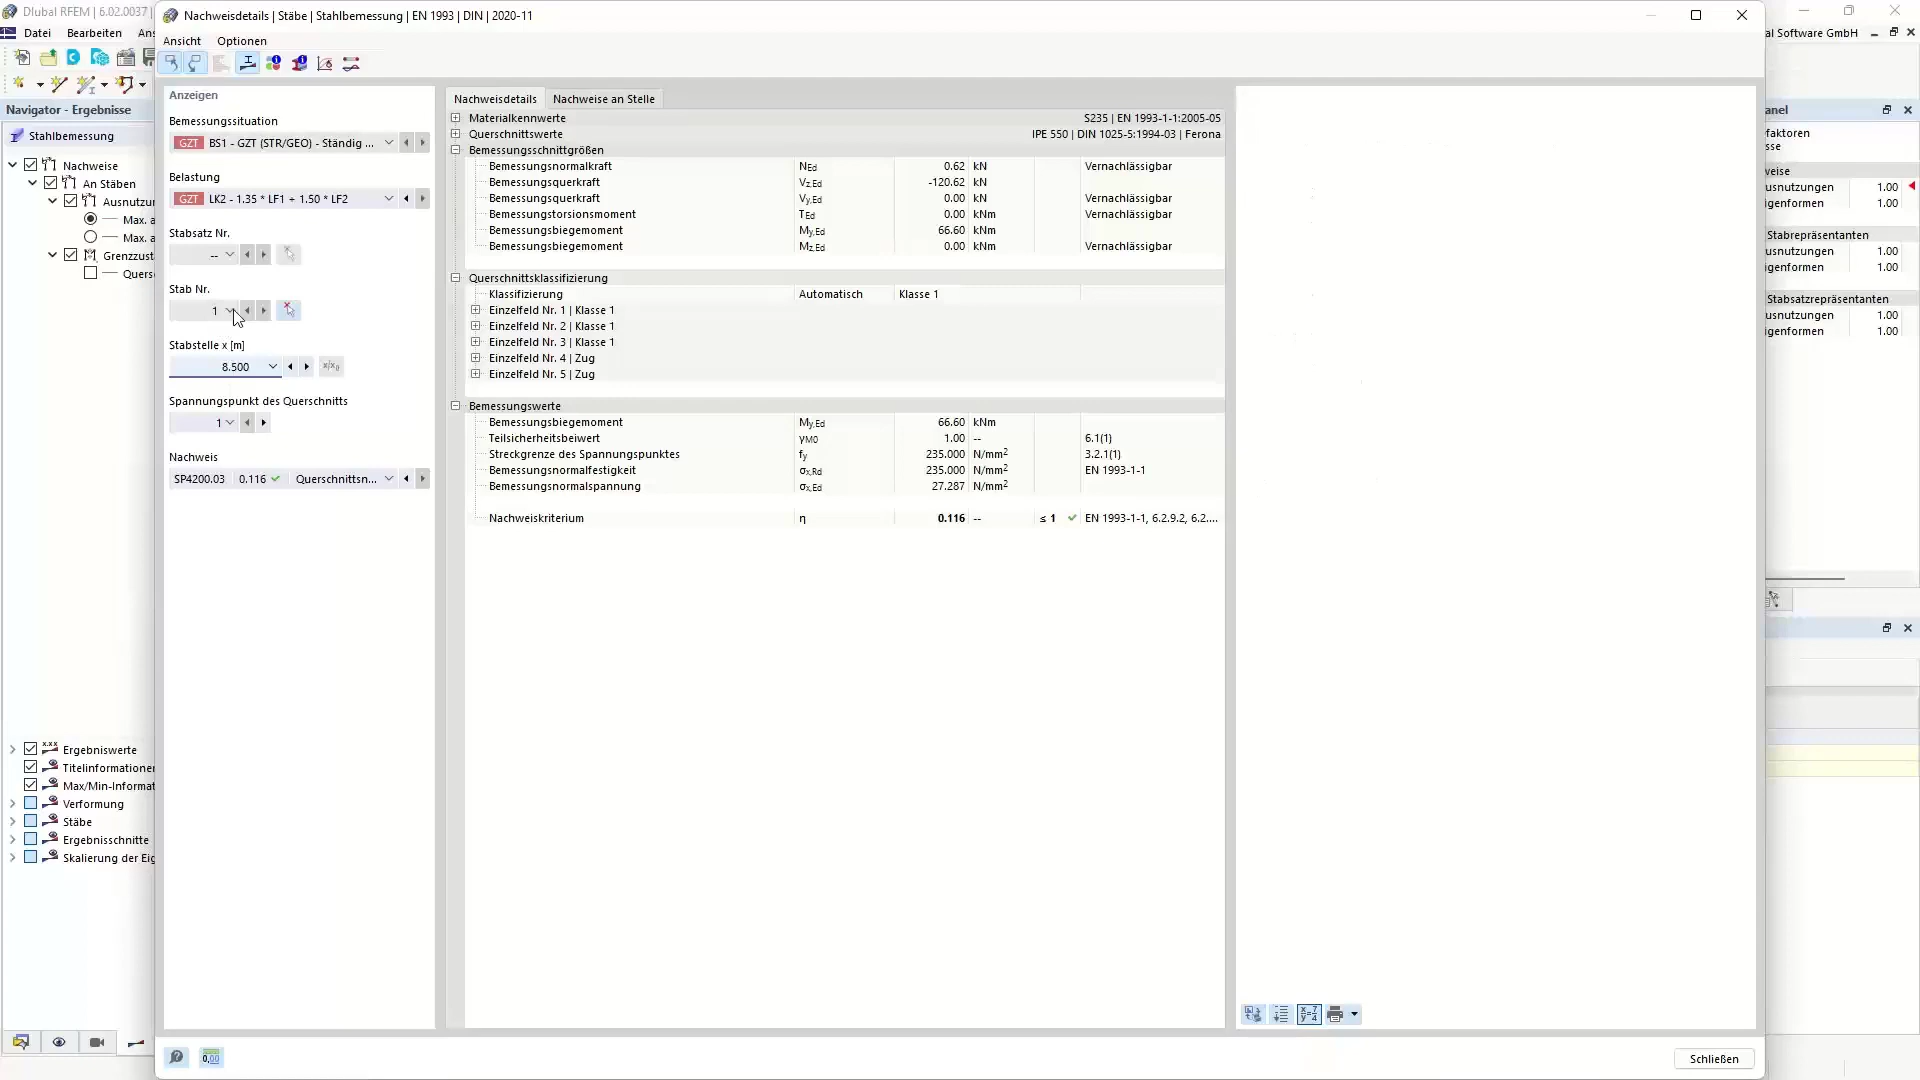 Dlubal RFEM | 6.02.0037 |
Nachweisdetails | Stäbe | Stahlbemessung | EN 1993 | DIN | 2020-11
Datei Bearbeiten
al Software GmbH
Ansicht Optionen
Navigator - Ergebnisse
Stahlbemessung
Nachweise
An Stäben
Max. a
Max. a
Ergebniswerte
Titelinformationen
Verformung
Stäbe
Ergebnisschnitte
Anzeigen
Bemessungssituation
GZT BS1 - GZT (STR/GEO) - Ständig ...
Belastung
GZT LK2 - 1.35 * LF1 + 1.50 * LF2
Stabsatz Nr.
--
Stab Nr.
1
Stabstelle x [m]
8.500
Spannungspunkt des Querschnitts
1
Nachweis
SP4200.03 0.116 Querschnittsn...
Nachweisdetails Nachweise an Stelle
Materialkennwerte S235 | EN 1993-1-1:2005-05
Querschnittswerte IPE 550 | DIN 1025-5:1994-03 | Ferona
Bemessungsschnittgrößen
Bemessungsnormalkraft NEd 0.62 kN Vernachlässigbar
Bemessungsquerkraft Vz,Ed -120.62 kN
Bemessungsquerkraft Vy,Ed 0.00 kN Vernachlässigbar
Bemessungstorsionsmoment TEd 0.00 kNm Vernachlässigbar
Bemessungsbiegemoment My,Ed 66.60 kNm
Bemessungsbiegemoment Mz,Ed 0.00 kNm Vernachlässigbar
Querschnittsklassifizierung
Klassifizierung Automatisch Klasse 1
Einzelfeld Nr. 1 | Klasse 1
Einzelfeld Nr. 2 | Klasse 1
Einzelfeld Nr. 3 | Klasse 1
Einzelfeld Nr. 4 | Zug
Einzelfeld Nr. 5 | Zug
Bemessungswerte
Bemessungsbiegemoment My,Ed 66.60 kNm
Teilsicherheitsbeiwert γM0 1.00 -- 6.1(1)
Streckgrenze des Spannungspunktes fy 235.000 N/mm² 3.2.1(1)
Bemessungsnormalfestigkeit σx,Rd 235.000 N/mm² EN 1993-1-1
Bemessungsnormalspannung σx,Ed 27.287 N/mm²
Nachweiskriterium η 0.116 -- ≤ 1 EN 1993-1-1, 6.2.9.2, 6.2....
anel
faktoren
sse
weise
usnutzungen 1.00
igenformen 1.00
Stabrepräsentanten
usnutzungen 1.00
igenformen 1.00
Stabsatzrepräsentanten
usnutzungen 1.00
igenformen 1.00
0,00
Schließen